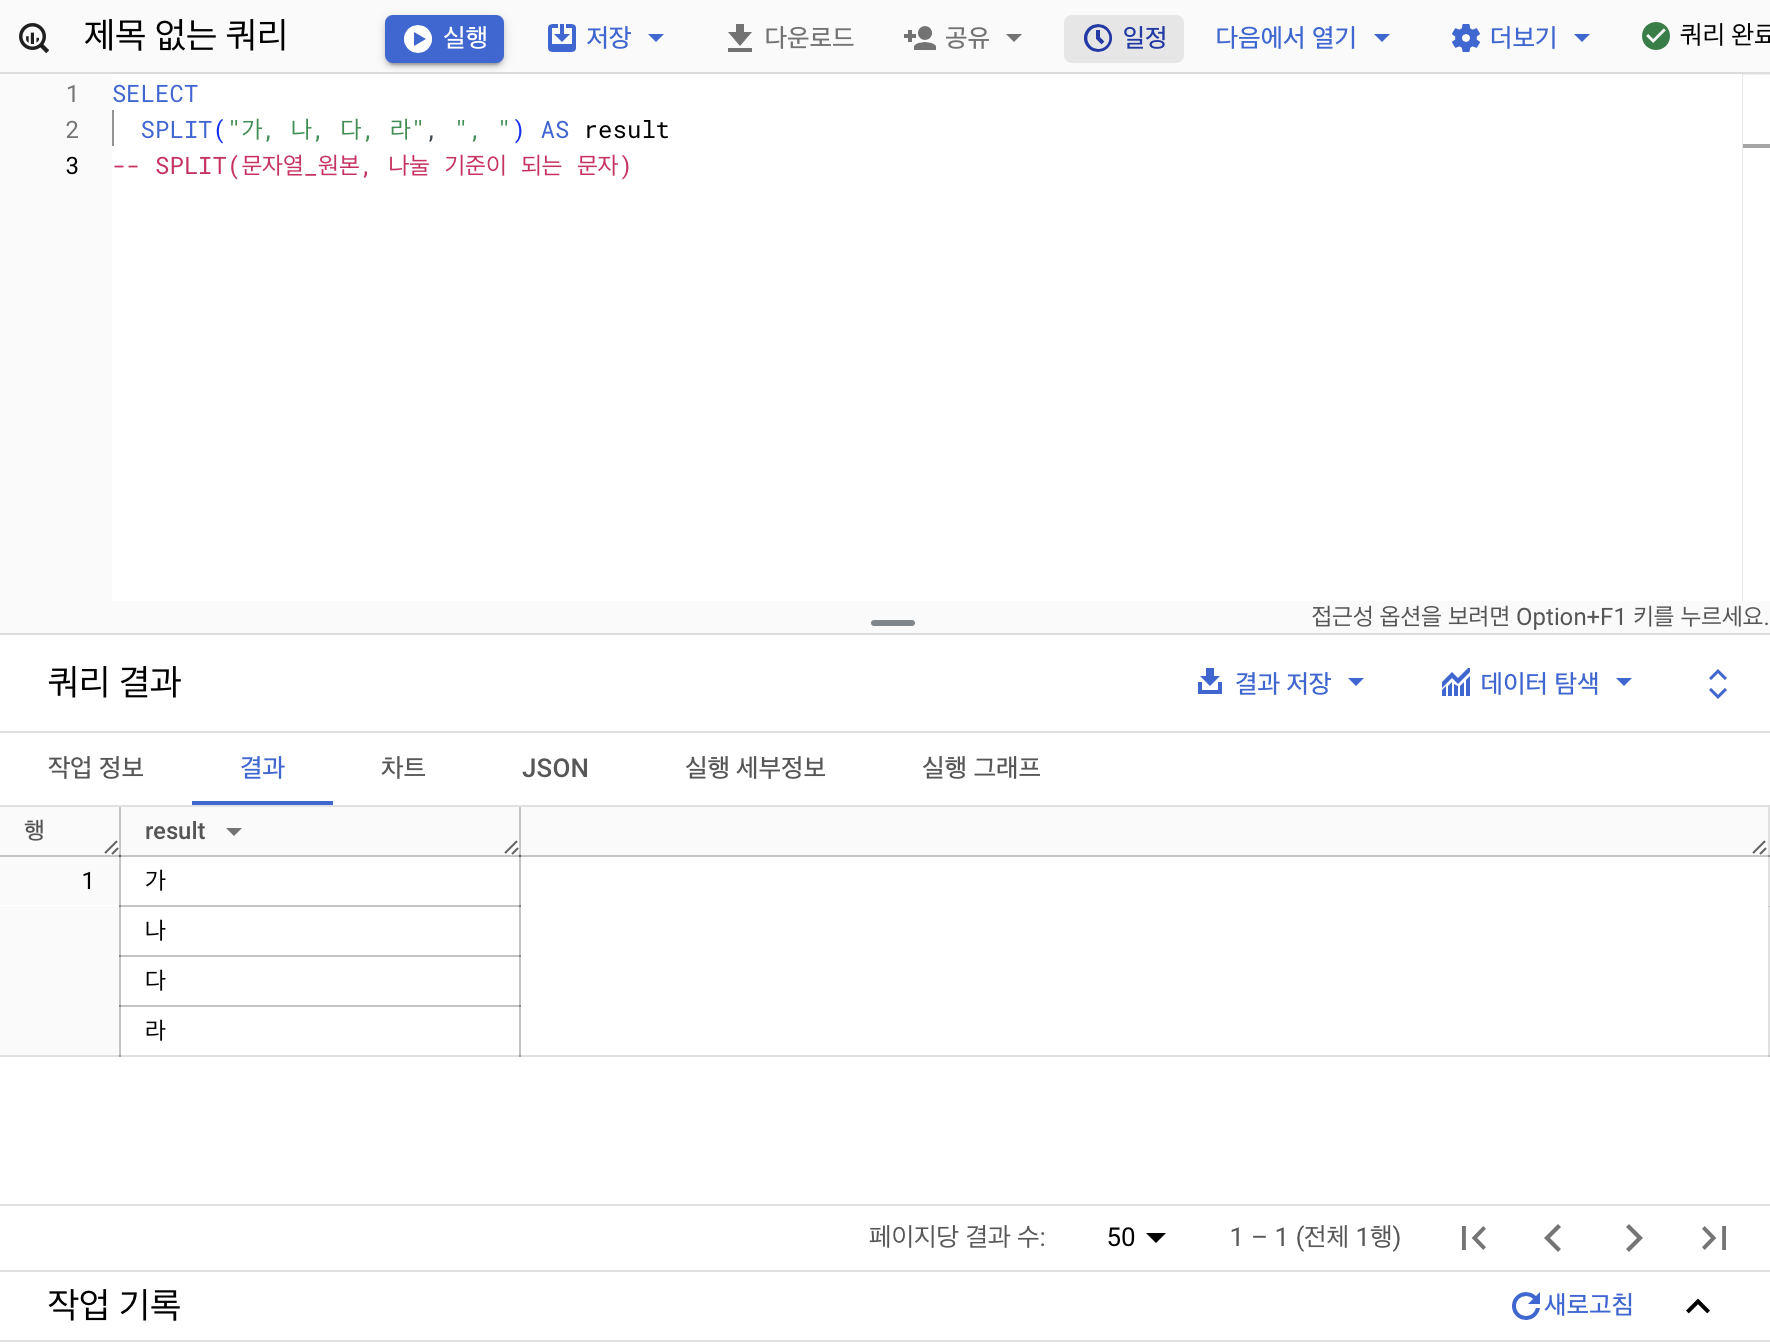 제목 없는 쿼리 실행 저장 다운로드 공유 일정 다음에서 열기 더보기 쿼리 완료
1 SELECT
2 SPLIT("가, 나, 다, 라", ", ") AS result
3 -- SPLIT(문자열_원본, 나눌 기준이 되는 문자)
접근성 옵션을 보려면 Option+F1 키를 누르세요.
쿼리 결과 결과 저장 데이터 탐색
작업 정보 결과 차트 JSON 실행 세부정보 실행 그래프
행 result
1 가
나
다
라
페이지당 결과 수: 50 1 – 1 (전체 1행)
작업 기록 새로고침